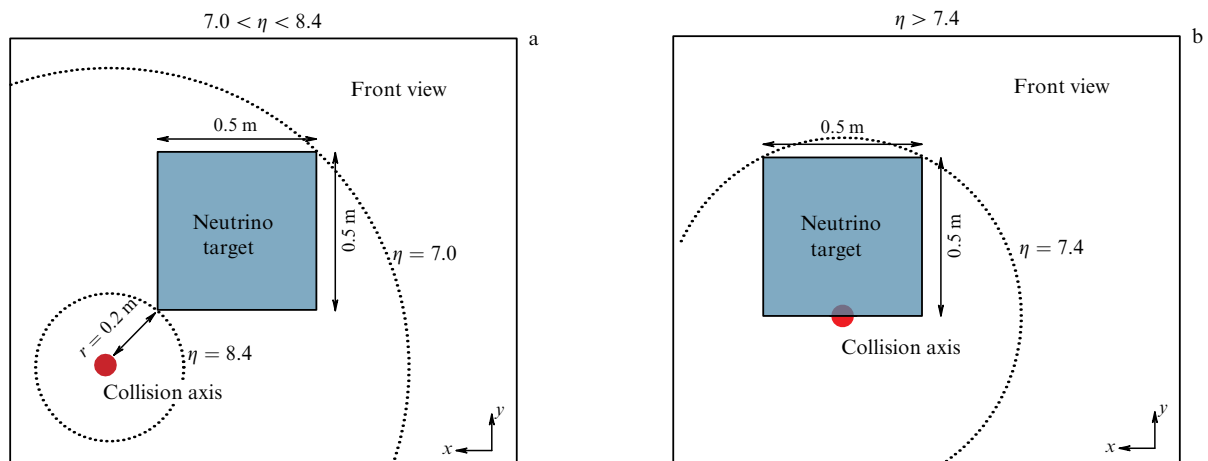 7.0 < η < 8.4
a
Front view
0.5 m
Neutrino
target
0.5 m
η = 7.0
r = 0.2 m
η = 8.4
Collision axis
y
x
η > 7.4
b
Front view
0.5 m
Neutrino
target
0.5 m
η = 7.4
Collision axis
y
x